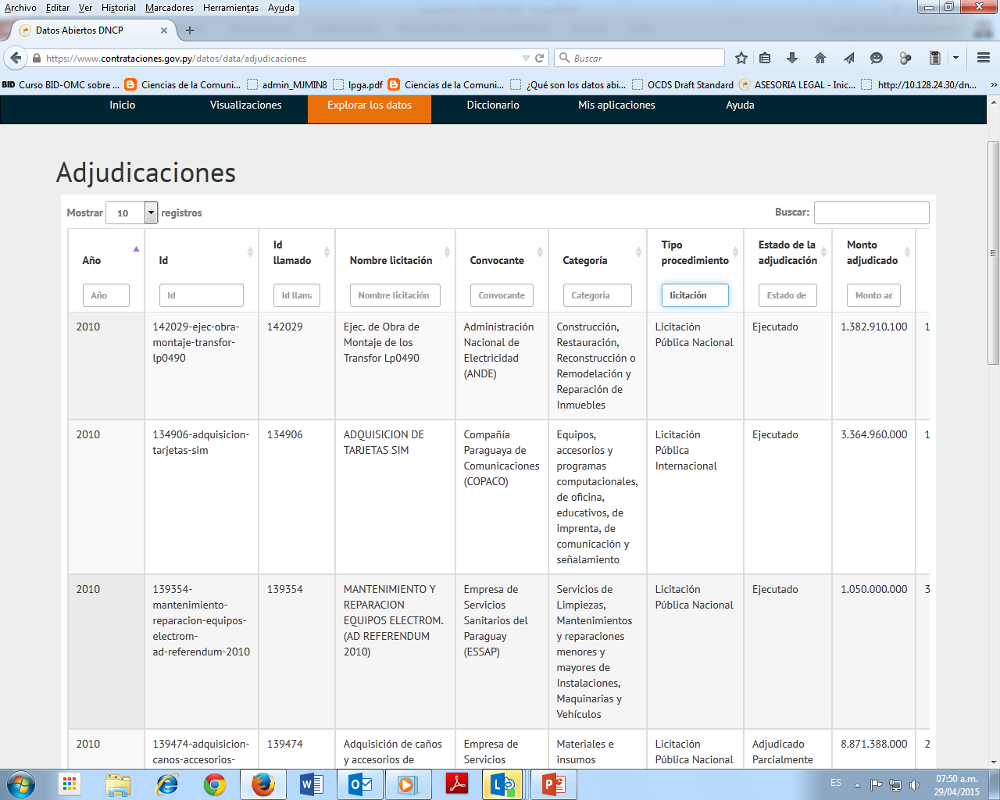 Archivo Editar Ver Historial Marcadores Herramientas Ayuda
Datos Abiertos DNCP
https://www.contrataciones.gov.py/datos/data/adjudicaciones
Buscar
BID Curso BID-OMC sobre ... Ciencias de la Comuni... admin_MJMIN8 lpga.pdf Ciencias de la Comuni... ¿Qué son los datos abi... OCDS Draft Standard ASESORIA LEGAL - Inic... http://10.128.24.30/dn... »
Inicio Visualizaciones Explorar los datos Diccionario Mis aplicaciones Ayuda
Adjudicaciones
Mostrar 10 registros Buscar:
Año
Id
Id
llamado
Nombre licitación
Convocante
Categoría
Tipo
procedimiento
Estado de la
adjudicación
Monto
adjudicado
Año Id Id llama Nombre licitación Convocante Categoría licitación Estado de Monto ad
2010
142029-ejec-obra-
montaje-transfor-
lp0490
142029
Ejec. de Obra de
Montaje de los
Transfor Lp0490
Administración
Nacional de
Electricidad
(ANDE)
Construcción,
Restauración,
Reconstrucción o
Remodelación y
Reparación de
Inmuebles
Licitación
Pública Nacional
Ejecutado
1.382.910.100
1
2010
134906-adquisicion-
tarjetas-sim
134906
ADQUISICION DE
TARJETAS SIM
Compañía
Paraguaya de
Comunicaciones
(COPACO)
Equipos,
accesorios y
programas
computacionales,
de oficina,
educativos, de
imprenta, de
comunicación y
señalamiento
Licitación
Pública
Internacional
Ejecutado
3.364.960.000
1
2010
139354-
mantenimiento-
reparacion-equipos-
electrom-
ad-referendum-2010
139354
MANTENIMIENTO Y
REPARACION
EQUIPOS ELECTROM.
(AD REFERENDUM
2010)
Empresa de
Servicios
Sanitarios del
Paraguay
(ESSAP)
Servicios de
Limpiezas,
Mantenimientos
y reparaciones
menores y
mayores de
Instalaciones,
Maquinarias y
Vehículos
Licitación
Pública Nacional
Ejecutado
1.050.000.000
3
2010
139474-adquisicion-
canos-accesorios-
139474
Adquisición de caños
y accesorios de
Empresa de
Servicios
Materiales e
insumos
Licitación
Pública Nacional
Adjudicado
Parcialmente
8.871.388.000
2
ES
07:50 a.m.
29/04/2015